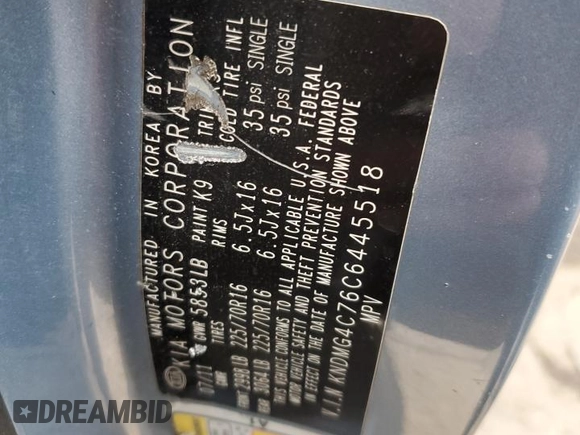 MANUFACTURED IN KOREA BY
KIA MOTORS CORPORATION
07/11 GVWR 5853LB PAINT K9 TRIM
TIRES RIMS COLD TIRE INFL
225/70R16 6.5Jx16 35 psi SINGLE
225/70R16 6.5Jx16 35 psi SINGLE
THIS VEHICLE CONFORMS TO ALL APPLICABLE U.S.A. FEDERAL
MOTOR VEHICLE SAFETY AND THEFT PREVENTION STANDARDS
IN EFFECT ON THE DATE OF MANUFACTURE SHOWN ABOVE
V.I.N KNDMG4C76C6445518
MPV
DRIVEBID